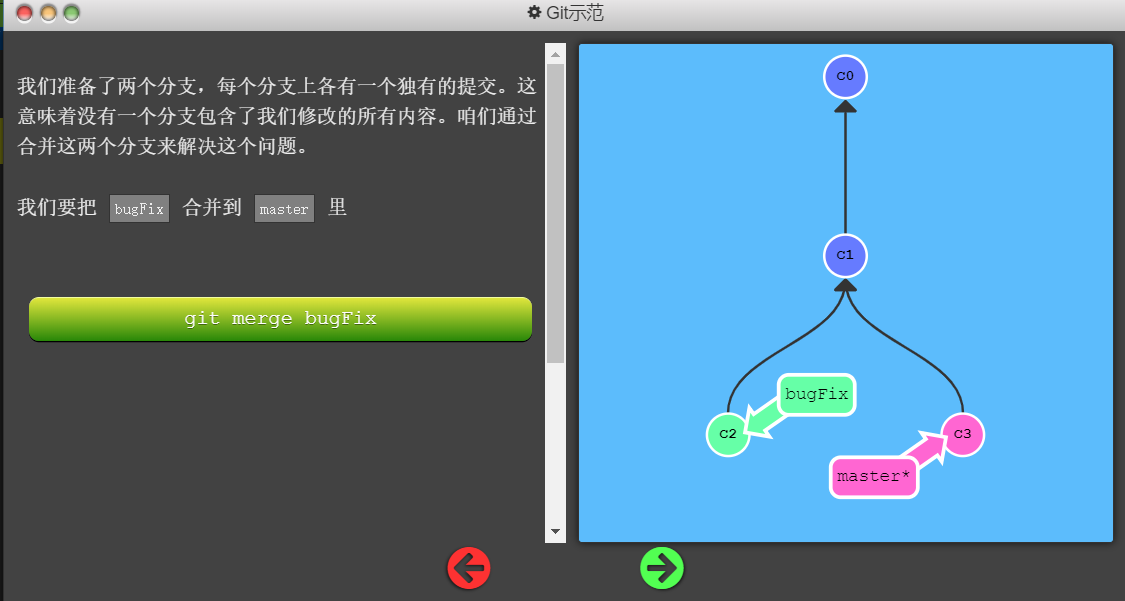 Git示范
我们准备了两个分支，每个分支上各有一个独有的提交。这
意味着没有一个分支包含了我们修改的所有内容。咱们通过
合并这两个分支来解决这个问题。
我们要把 bugFix 合并到 master 里
git merge bugFix
C0
C1
bugFix
C2
C3
master*